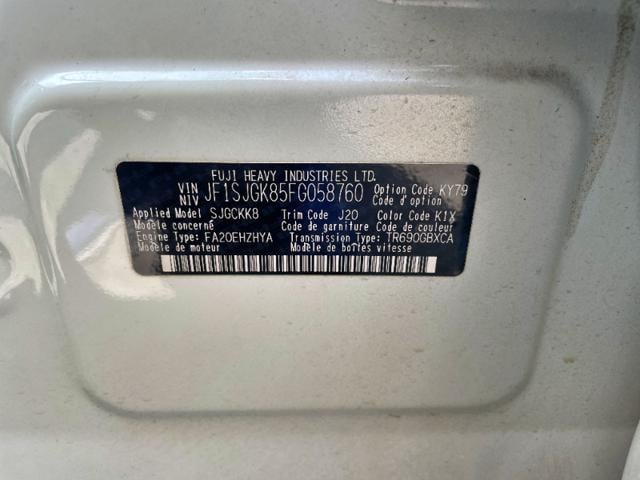 FUJI HEAVY INDUSTRIES LTD.
VIN NIV JF1SJGK85FG058760 Option Code KY79
Code d'option
Applied Model SJGCKK8 Trim Code J20 Color Code K1X
Modèle concerné Code de garniture Code de couleur
Engine Type FA20EHZHYA Transmission Type TR690GBXCA
Modèle de moteur Modèle de boîtes vitesse